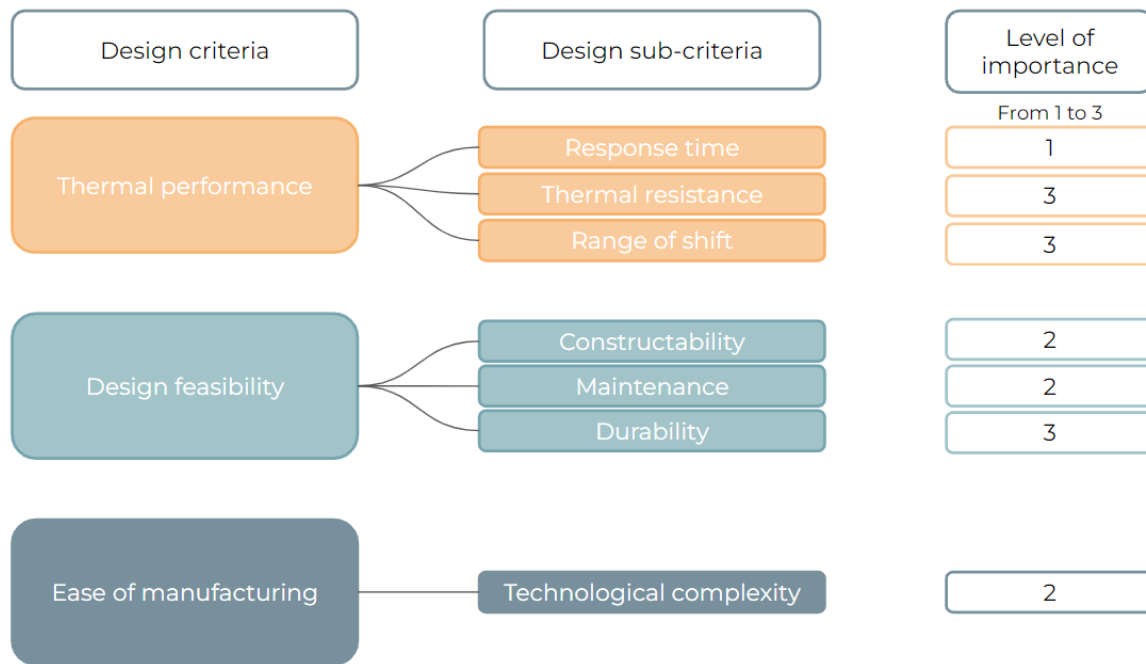 Design criteria
Design sub-criteria
Level of
importance
From 1 to 3
Thermal performance
Response time
1
Thermal resistance
3
Range of shift
3
Design feasibility
Constructability
2
Maintenance
2
Durability
3
Ease of manufacturing
Technological complexity
2